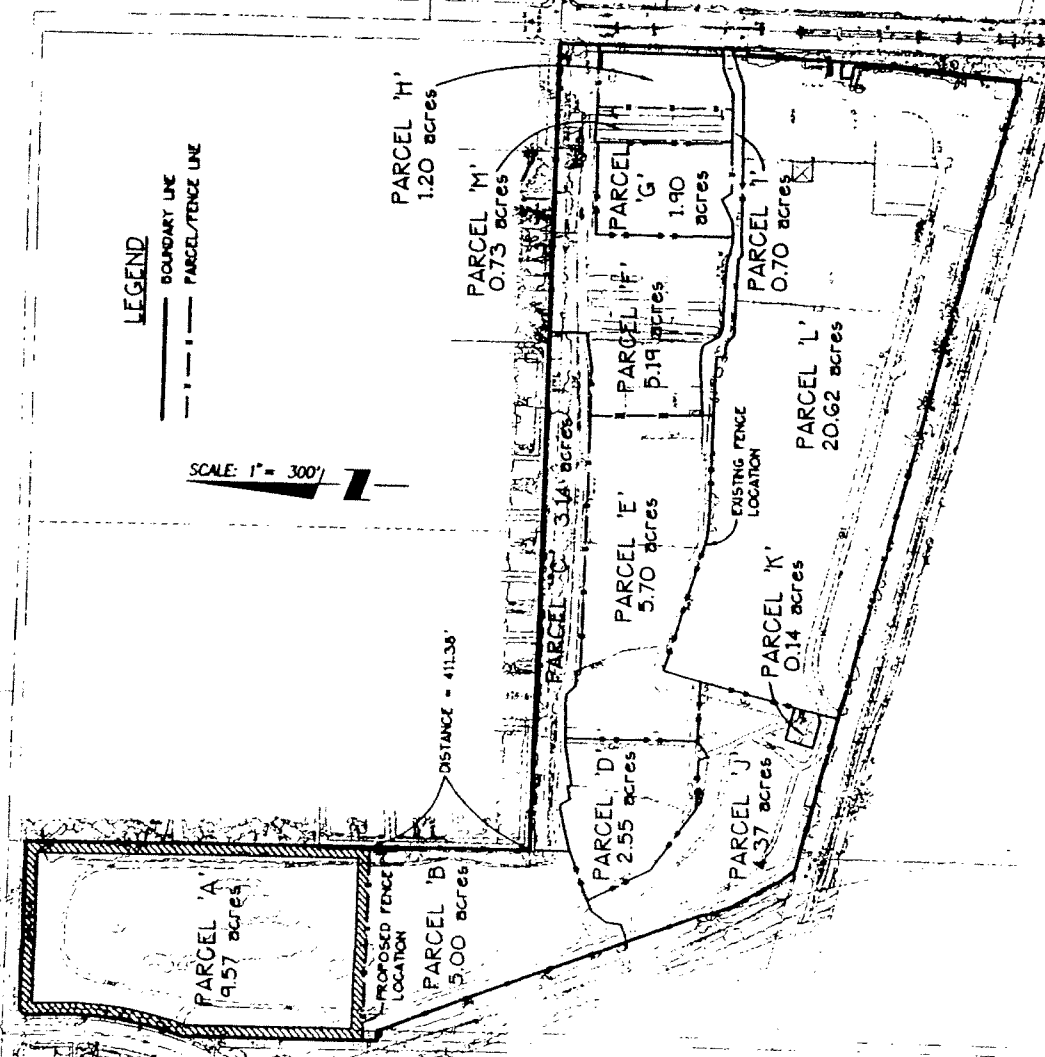 LEGEND
BOUNDARY LINE
PARCEL/FENCE LINE
SCALE: 1" = 300'
PARCEL 'H'
1.20 acres
PARCEL 'M'
0.73 acres
PARCEL
'G'
1.90
acres
PARCEL 'I'
0.70 acres
PARCEL 'F'
5.19 acres
PARCEL 'L'
20.62 acres
PARCEL 'C' 3.14 acres
EXISTING FENCE
LOCATION
PARCEL 'E'
5.70 acres
PARCEL 'K'
0.14 acres
DISTANCE = 411.38'
PARCEL 'D'
2.55 acres
PARCEL 'J'
4.37 acres
PARCEL 'A'
9.57 acres
PROPOSED FENCE
LOCATION
PARCEL 'B'
5.00 acres